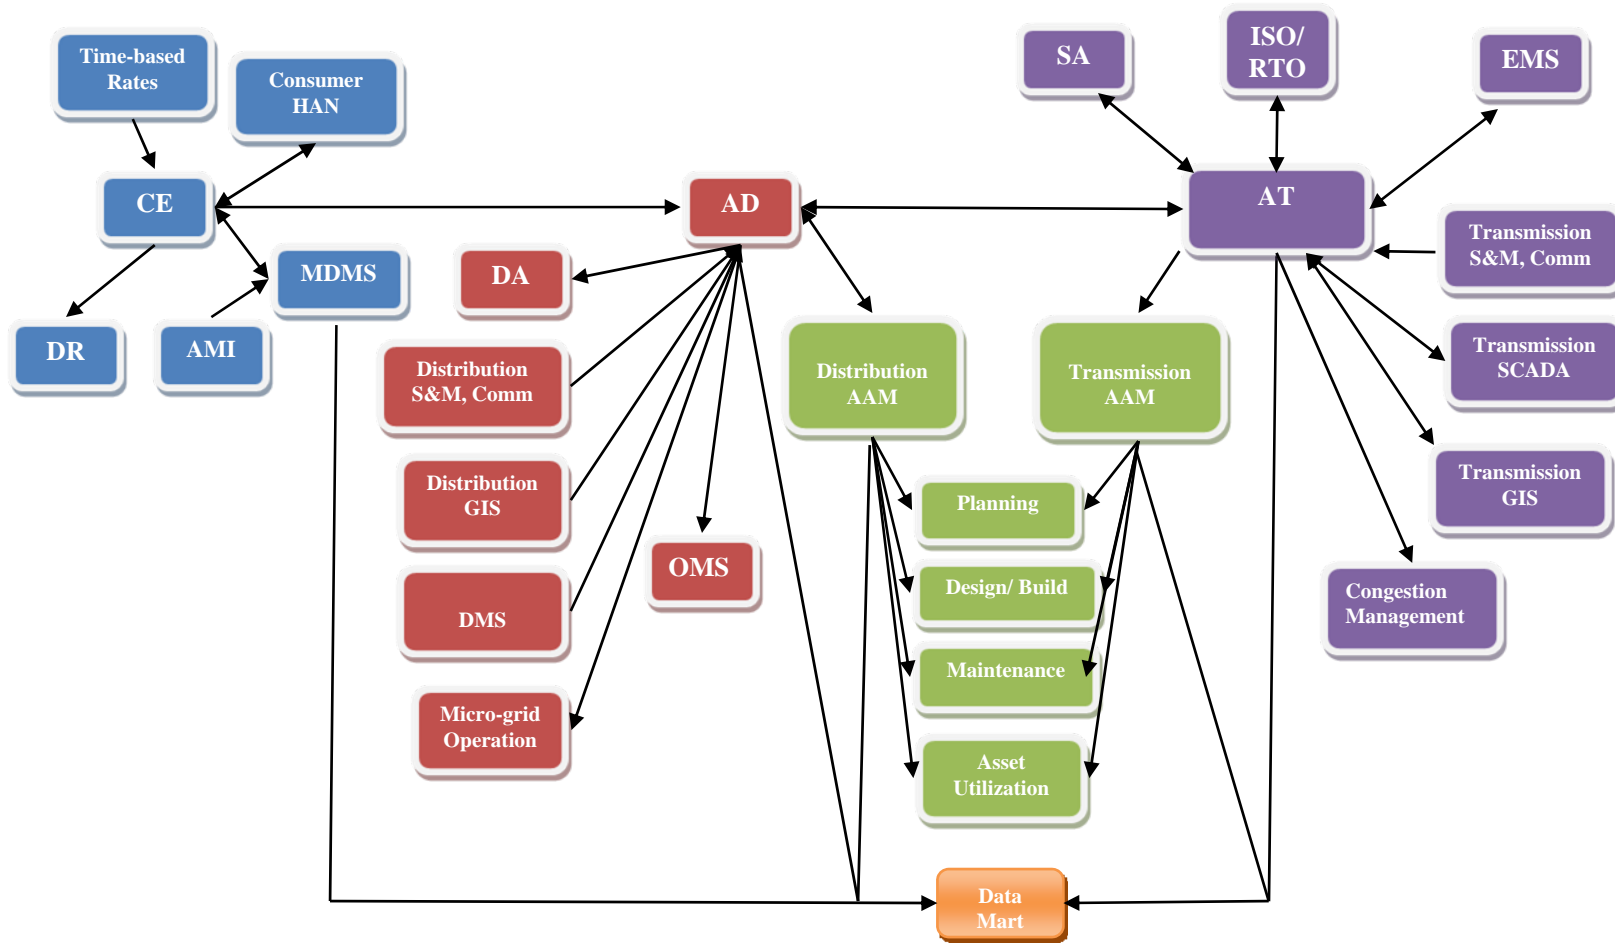 Time-based
Rates
Consumer
HAN
SA
ISO/
RTO
EMS
CE
AD
AT
Transmission
S&M, Comm
MDMS
DA
DR
AMI
Distribution
S&M, Comm
Distribution
AAM
Transmission
AAM
Transmission
SCADA
Distribution
GIS
Planning
Transmission
GIS
OMS
Design/ Build
Congestion
Management
DMS
Maintenance
Micro-grid
Operation
Asset
Utilization
Data
Mart